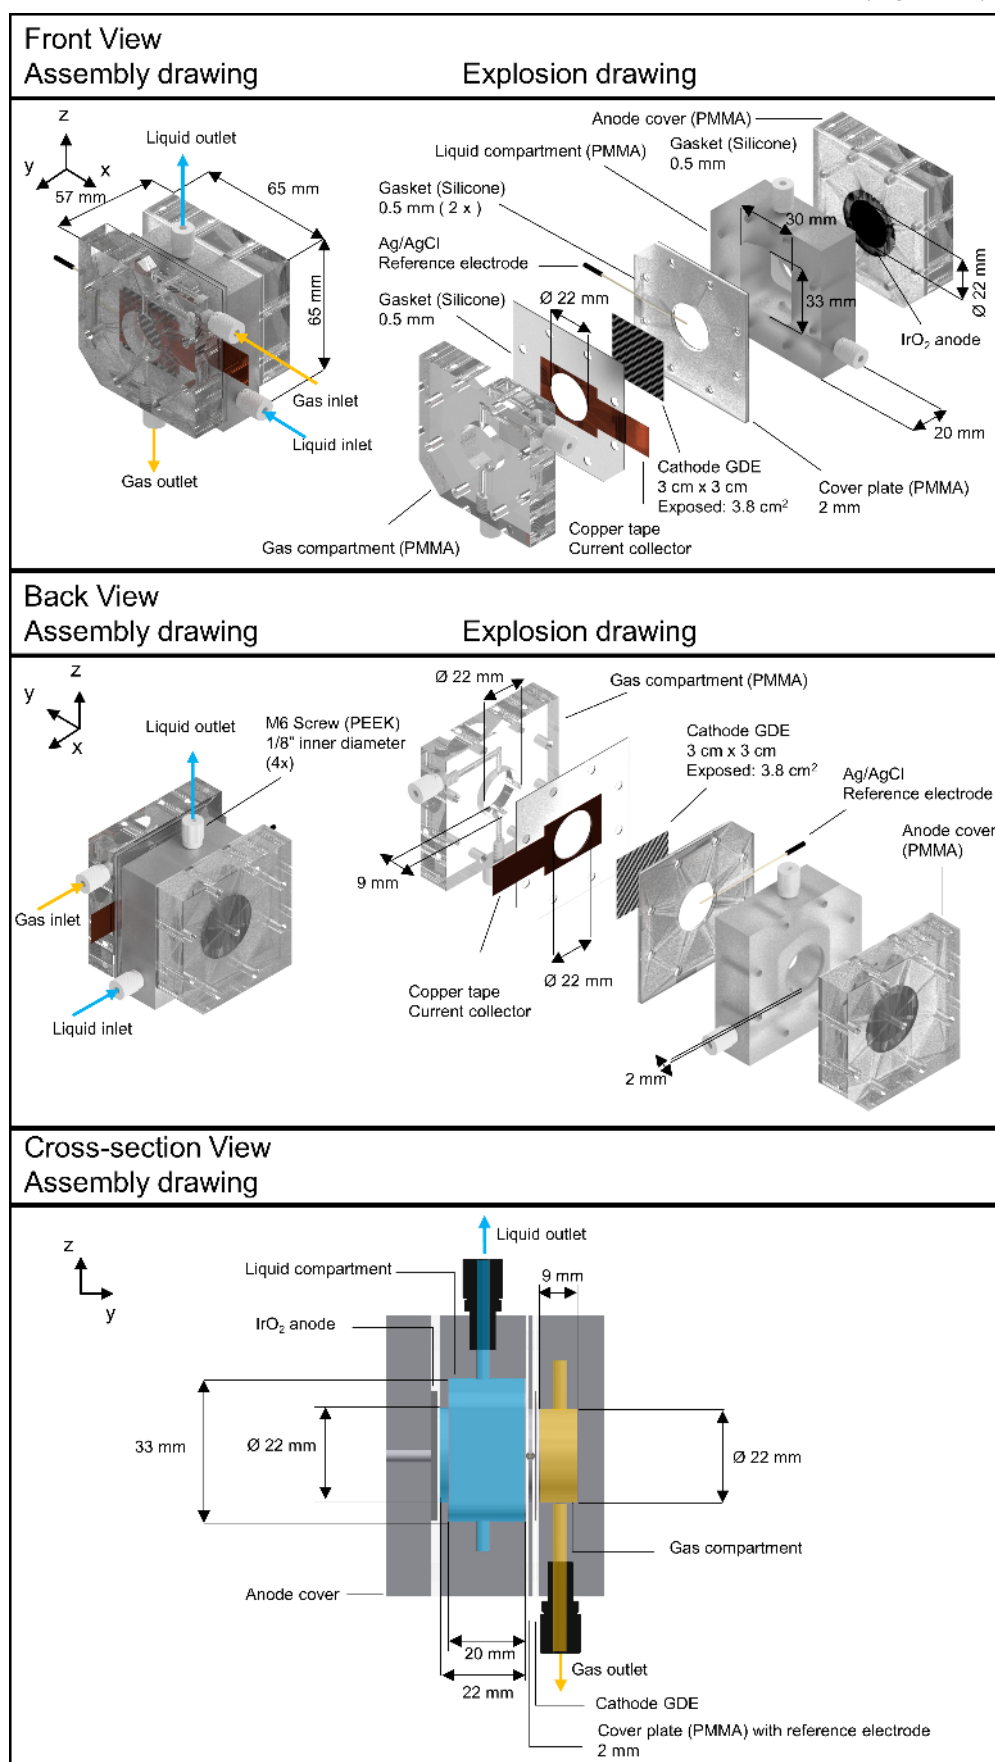 Front View
Assembly drawing
Explosion drawing
z
y
x
Liquid outlet
57 mm
65 mm
65 mm
Gas inlet
Liquid inlet
Gas outlet
Anode cover (PMMA)
Gasket (Silicone)
0.5 mm
Liquid compartment (PMMA)
Gasket (Silicone)
0.5 mm ( 2 x )
Ag/AgCl
Reference electrode
Gasket (Silicone)
0.5 mm
Ø 22 mm
30 mm
33 mm
Ø 22 mm
IrO₂ anode
20 mm
Cathode GDE
3 cm x 3 cm
Exposed: 3.8 cm²
Cover plate (PMMA)
2 mm
Copper tape
Current collector
Gas compartment (PMMA)
Back View
Assembly drawing
Explosion drawing
z
y
x
Liquid outlet
M6 Screw (PEEK)
1/8" inner diameter
(4x)
Gas inlet
Liquid inlet
Ø 22 mm
Gas compartment (PMMA)
Cathode GDE
3 cm x 3 cm
Exposed: 3.8 cm²
Ag/AgCl
Reference electrode
Anode cover
(PMMA)
9 mm
Ø 22 mm
Copper tape
Current collector
2 mm
Cross-section View
Assembly drawing
z
y
Liquid outlet
Liquid compartment
9 mm
IrO₂ anode
33 mm
Ø 22 mm
Ø 22 mm
Gas compartment
Anode cover
20 mm
22 mm
Gas outlet
Cathode GDE
Cover plate (PMMA) with reference electrode
2 mm